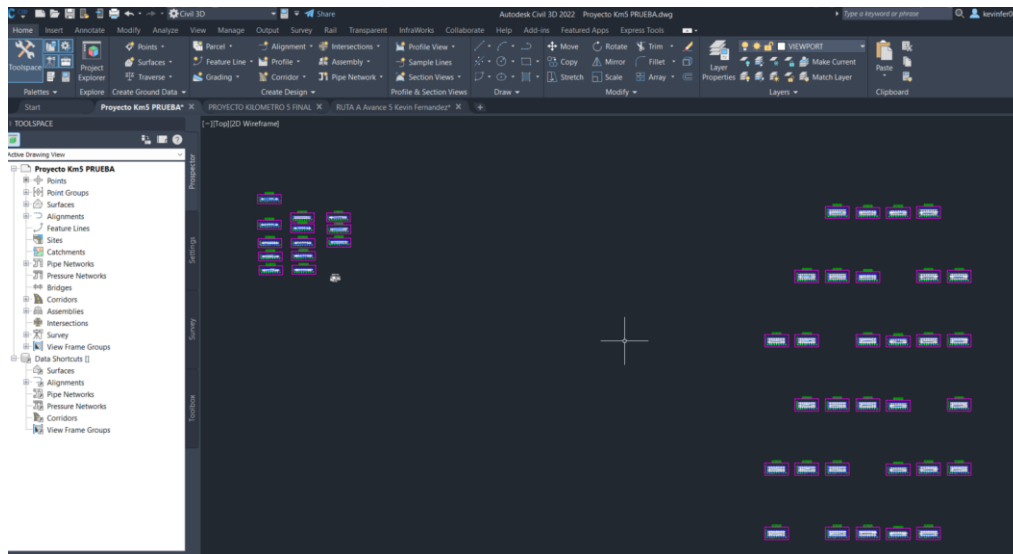 Civil 3D Share Autodesk Civil 3D 2022 Proyecto Km5 PRUEBA.dwg Type a keyword or phrase kevinfer0
Home Insert Annotate Modify Analyze View Manage Output Survey Rail Transparent InfraWorks Collaborate Help Add-ins Featured Apps Express Tools
Points Parcel Alignment Intersections Profile View Move Rotate Trim VIEWPORT
Toolspace Project Explorer Surfaces Feature Line Profile Assembly Sample Lines Copy Mirror Fillet Layer Properties Make Current Paste
Traverse Grading Corridor Pipe Network Section Views Stretch Scale Array Match Layer
Palettes Explore Create Ground Data Create Design Profile & Section Views Draw Modify Layers Clipboard
Start Proyecto Km5 PRUEBA* PROYECTO KILOMETRO 5 FINAL RUTA A Avance 5 Kevin Fernandez*
TOOLSPACE
[−][Top][2D Wireframe]
Active Drawing View
Proyecto Km5 PRUEBA
Points
Point Groups
Surfaces
Alignments
Feature Lines
Sites
Catchments
Pipe Networks
Pressure Networks
Bridges
Corridors
Assemblies
Intersections
Survey
View Frame Groups
Data Shortcuts []
Surfaces
Alignments
Pipe Networks
Pressure Networks
Corridors
View Frame Groups
Prospector
Settings
Survey
Toolbox